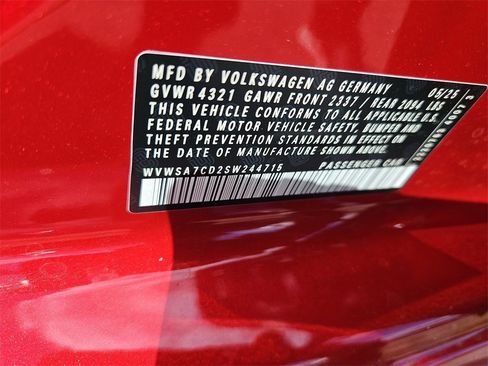 MFD BY VOLKSWAGEN AG GERMANY 05/25
GVWR 4321 GAWR FRONT 2337 / REAR 2094 LBS
THIS VEHICLE CONFORMS TO ALL APPLICABLE U.S.
FEDERAL MOTOR VEHICLE SAFETY, BUMPER AND
THEFT PREVENTION STANDARDS IN EFFECT ON
THE DATE OF MANUFACTURE SHOWN ABOVE
WVWSA7CD2SW244715 PASSENGER CAR